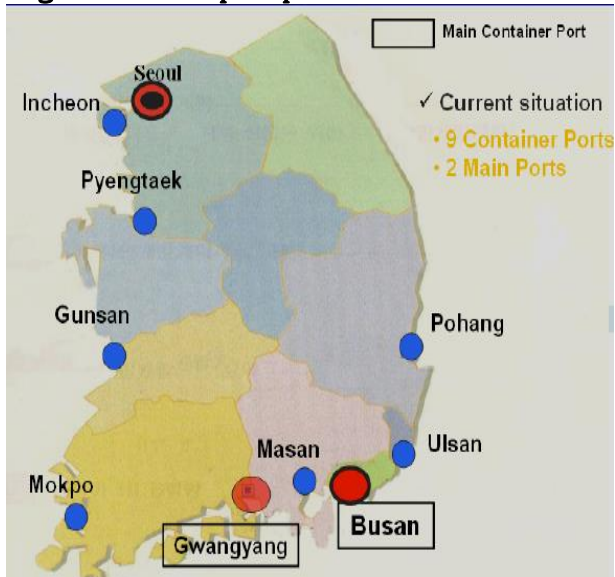 Main Container Port
Seoul
Incheon
✓ Current situation
• 9 Container Ports
• 2 Main Ports
Pyengtaek
Gunsan
Pohang
Masan
Ulsan
Mokpo
Busan
Gwangyang